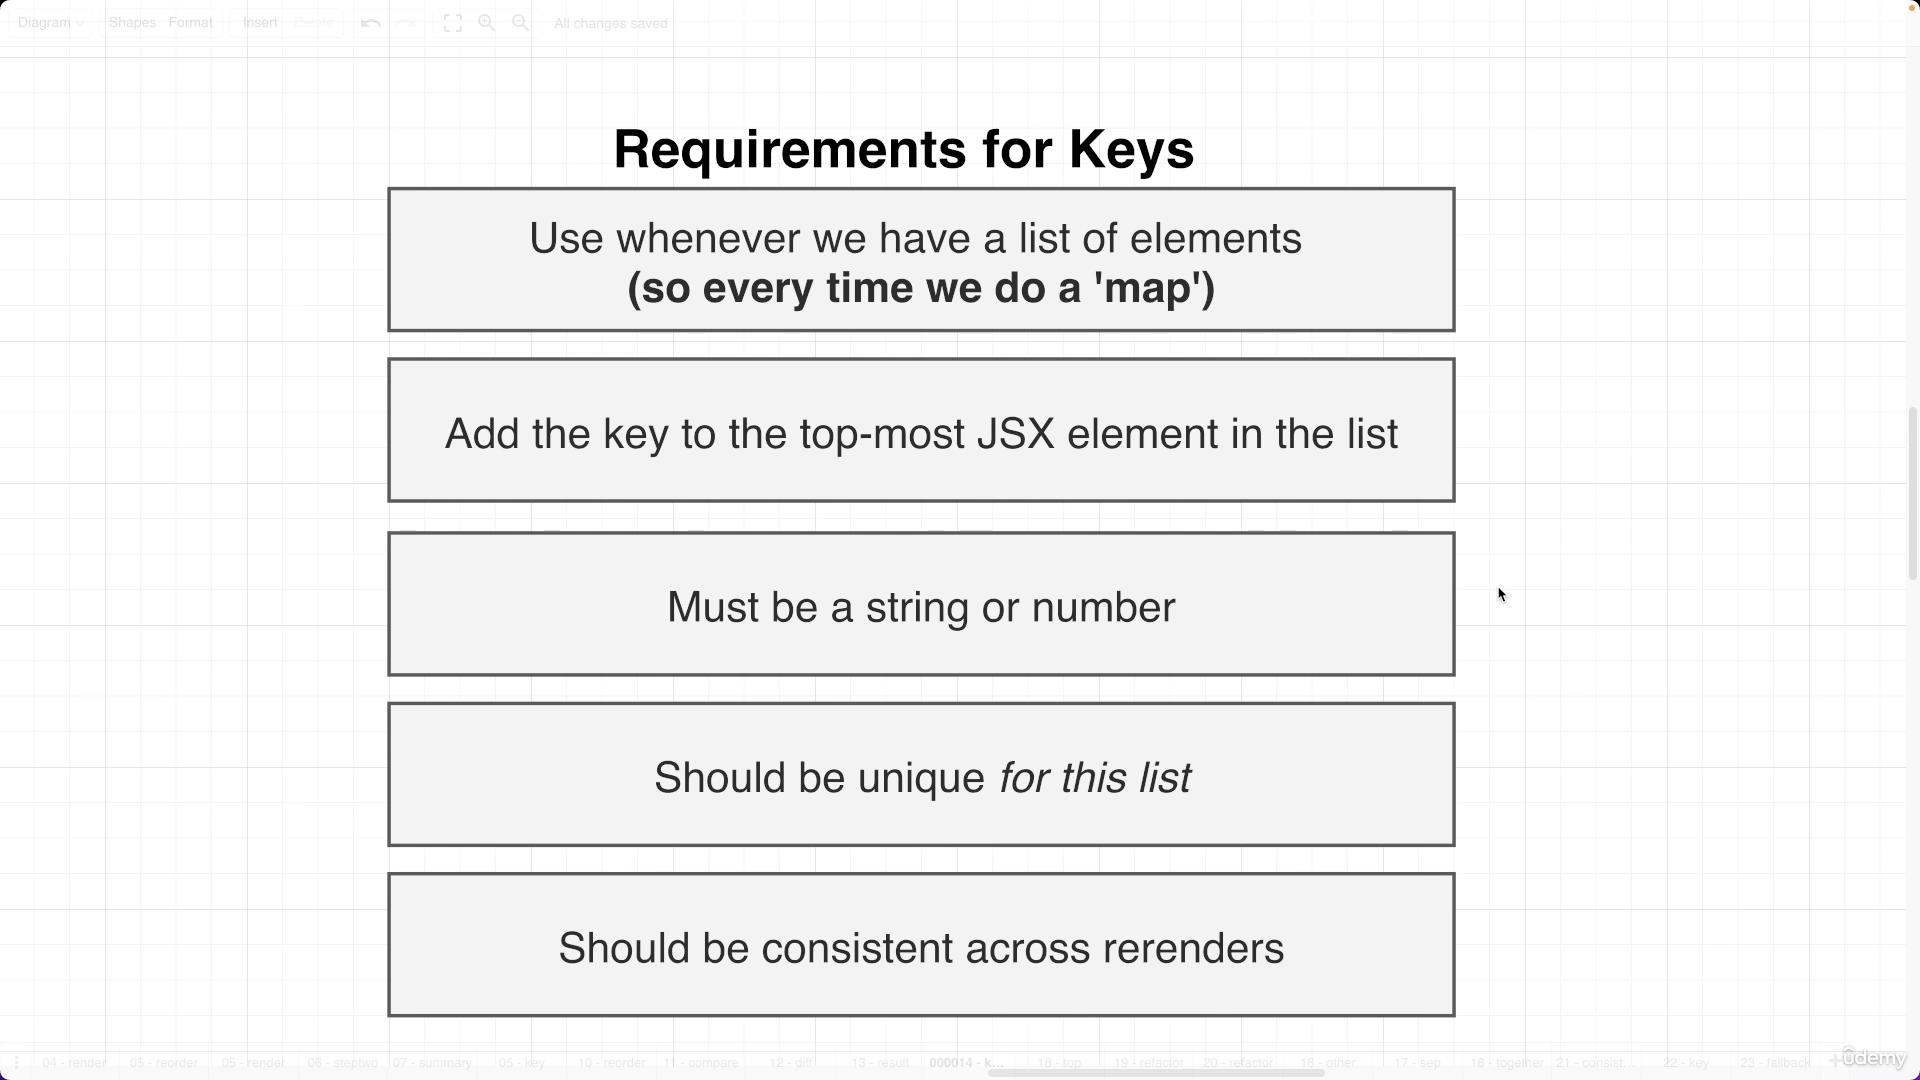 Diagram Shapes Format Insert Delete All changes saved
Requirements for Keys
Use whenever we have a list of elements
(so every time we do a 'map')
Add the key to the top-most JSX element in the list
Must be a string or number
Should be unique for this list
Should be consistent across rerenders
04 - render 05 - reorder 05 - render 06 - steptwo 07 - summary 05 - key 10 - reorder 11 - compare 12 - diff 13 - result 000014 - k... 18 - top 19 - refactor 20 - refactor 16 - other 17 - sep 18 - together 21 - consist... 22 - key 23 - fallback
ûdemy